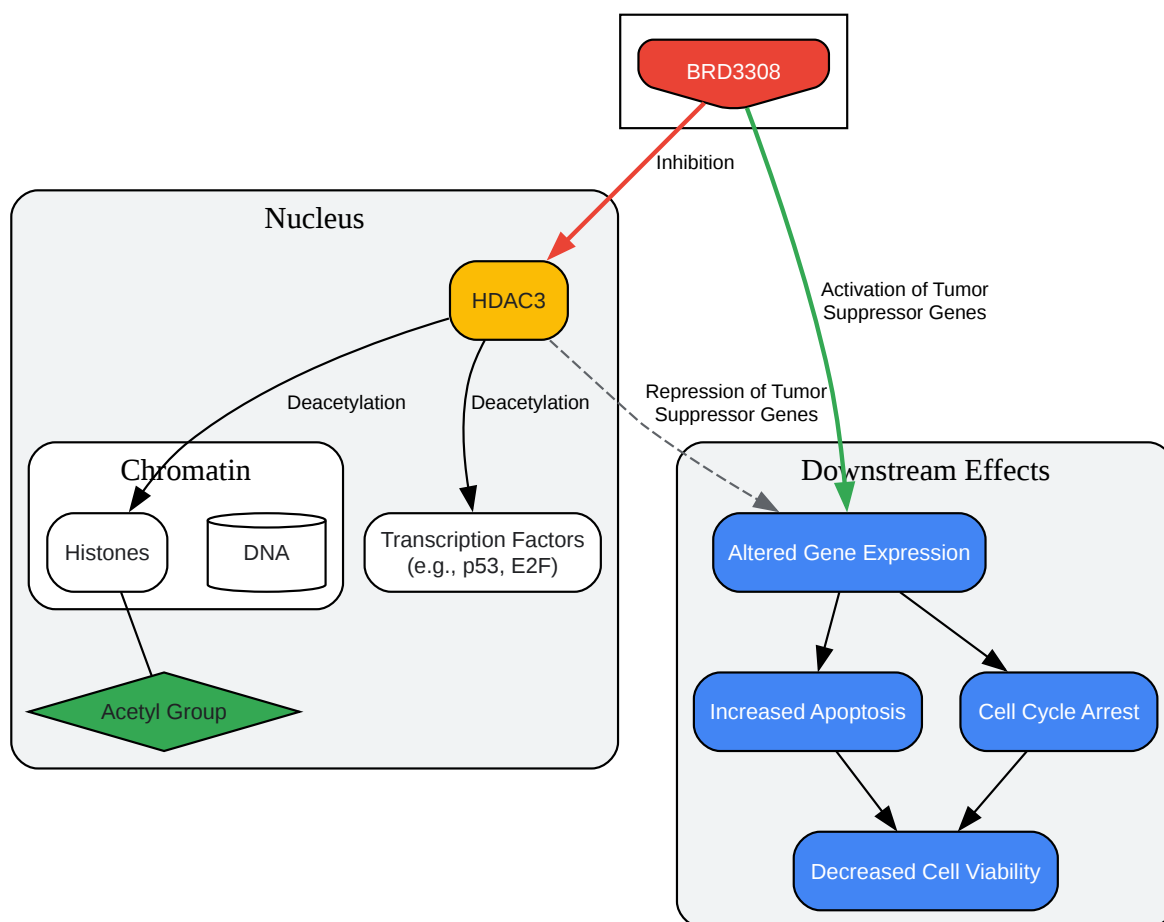 BRD3308
Inhibition
Nucleus
HDAC3
Activation of Tumor
Suppressor Genes
Repression of Tumor
Suppressor Genes
Deacetylation
Deacetylation
Chromatin
Downstream Effects
Histones
DNA
Transcription Factors
(e.g., p53, E2F)
Altered Gene Expression
Acetyl Group
Increased Apoptosis
Cell Cycle Arrest
Decreased Cell Viability